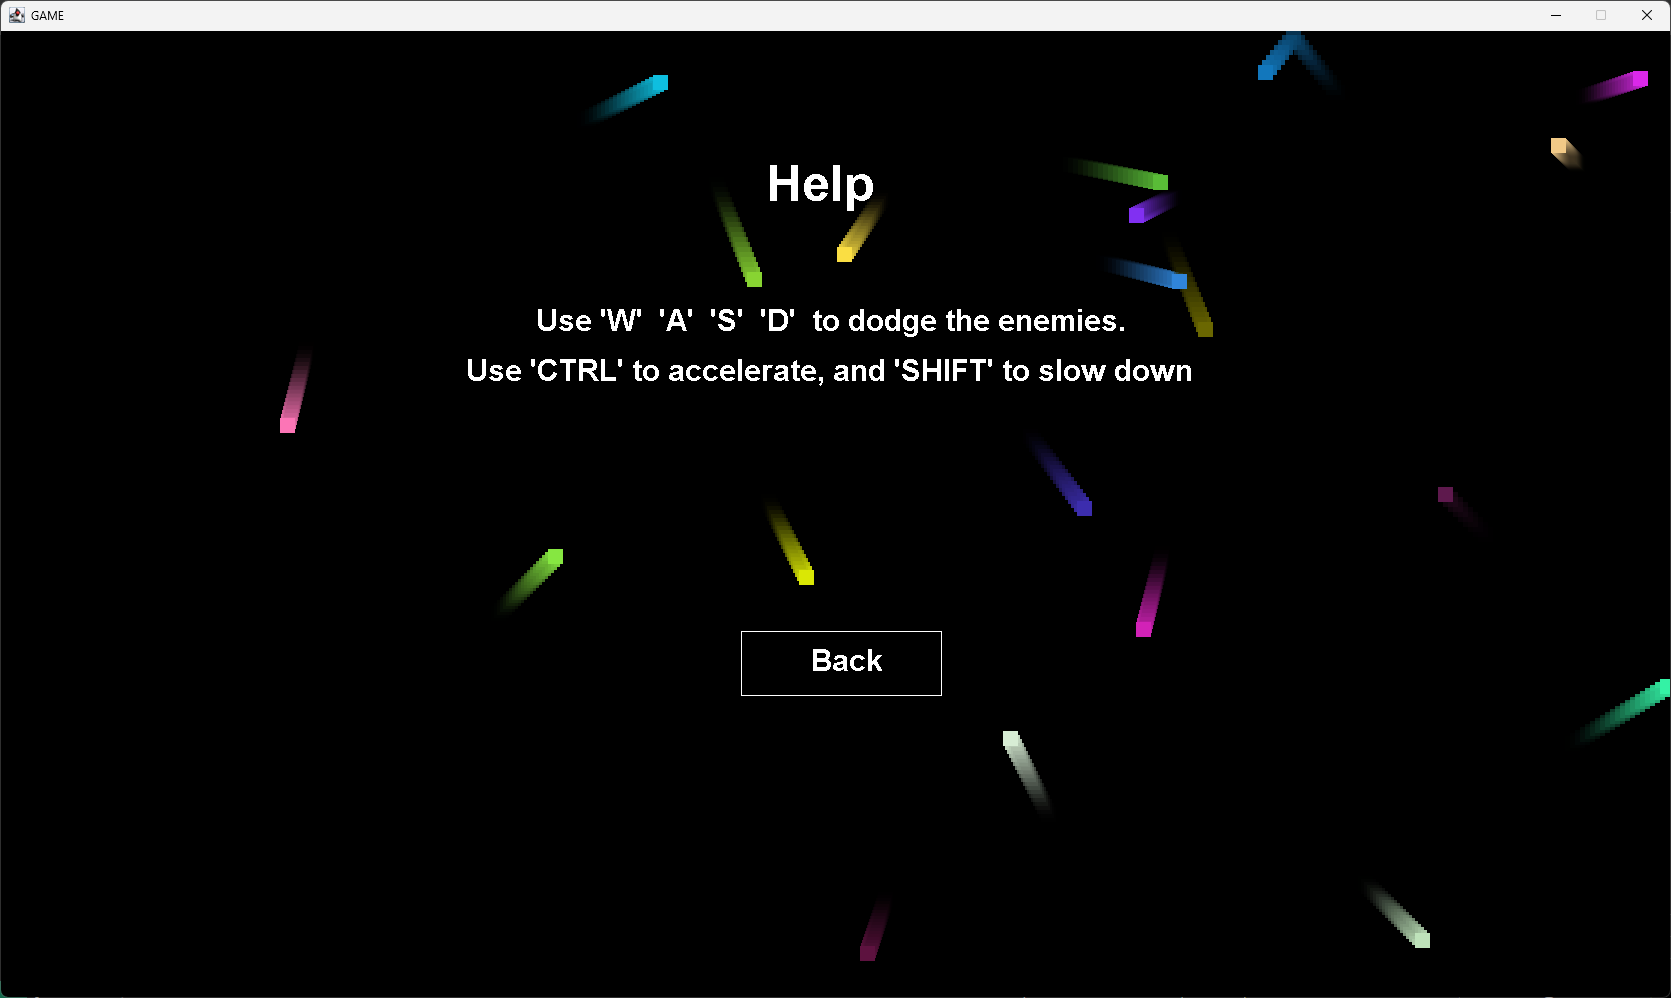 GAME
Help
Use 'W'  'A'  'S'  'D'  to dodge the enemies.
Use 'CTRL' to accelerate, and 'SHIFT' to slow down
Back